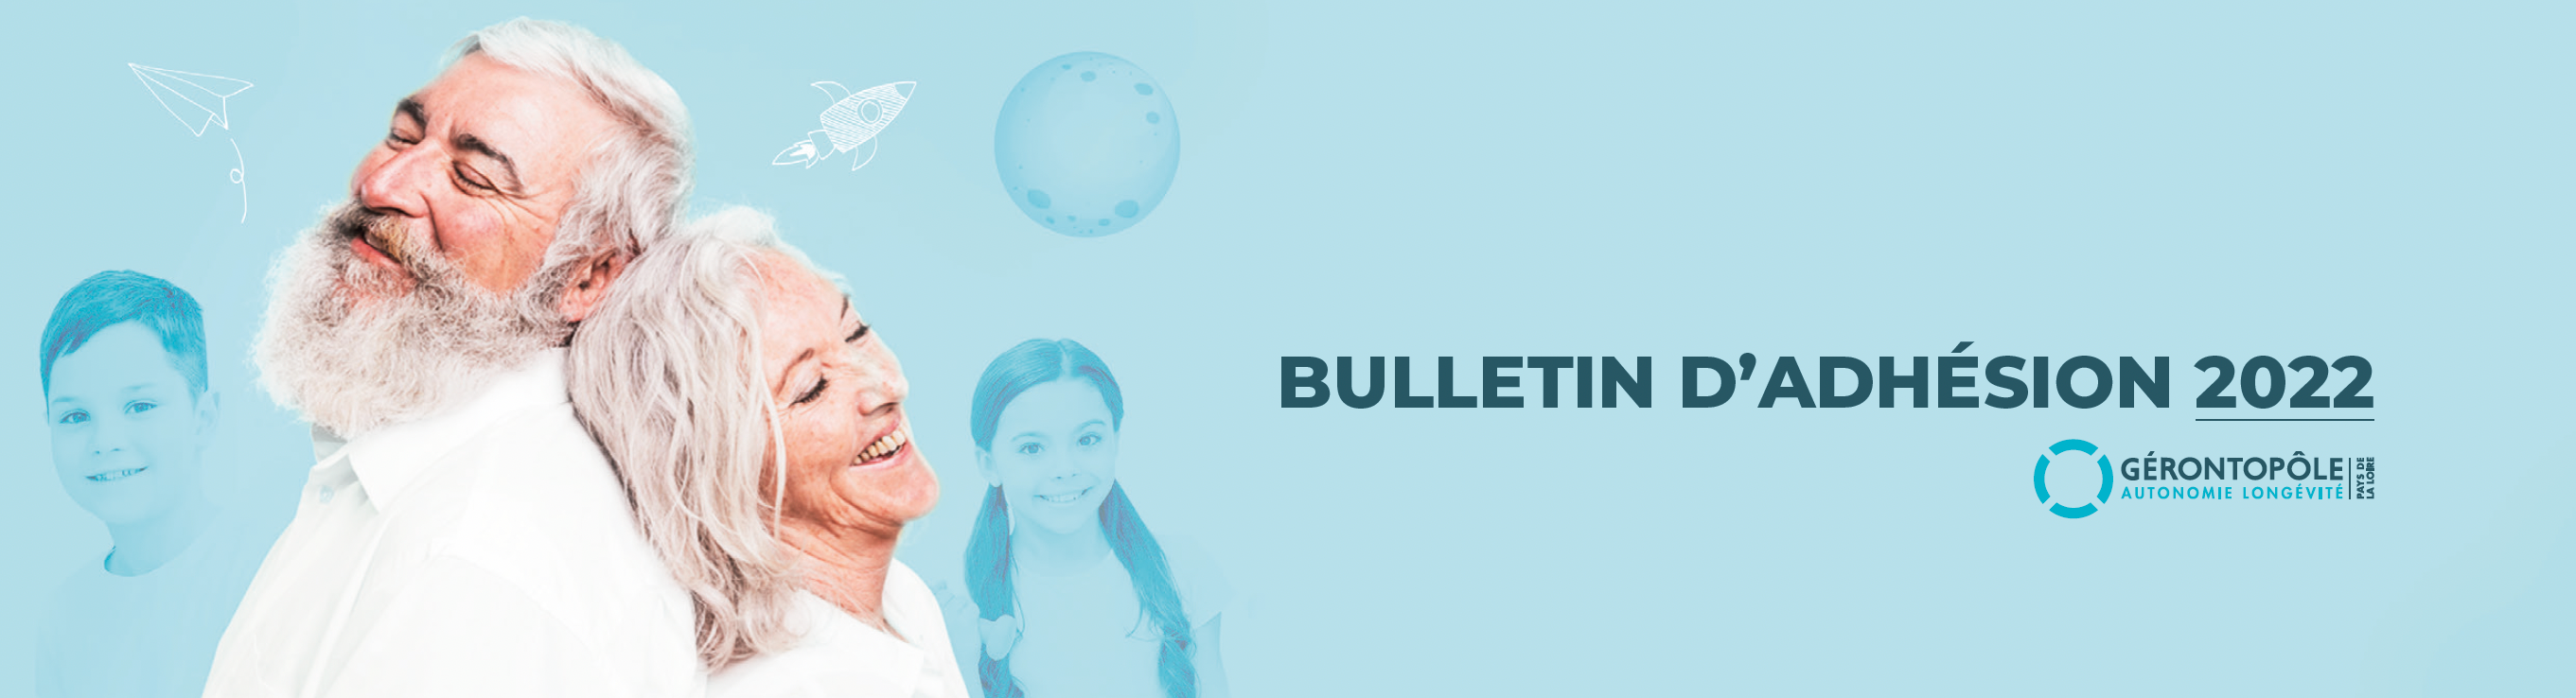 BULLETIN D’ADHÉSION 2022
GÉRONTOPÔLE
AUTONOMIE LONGÉVITÉ
PAYS DE
LA LOIRE